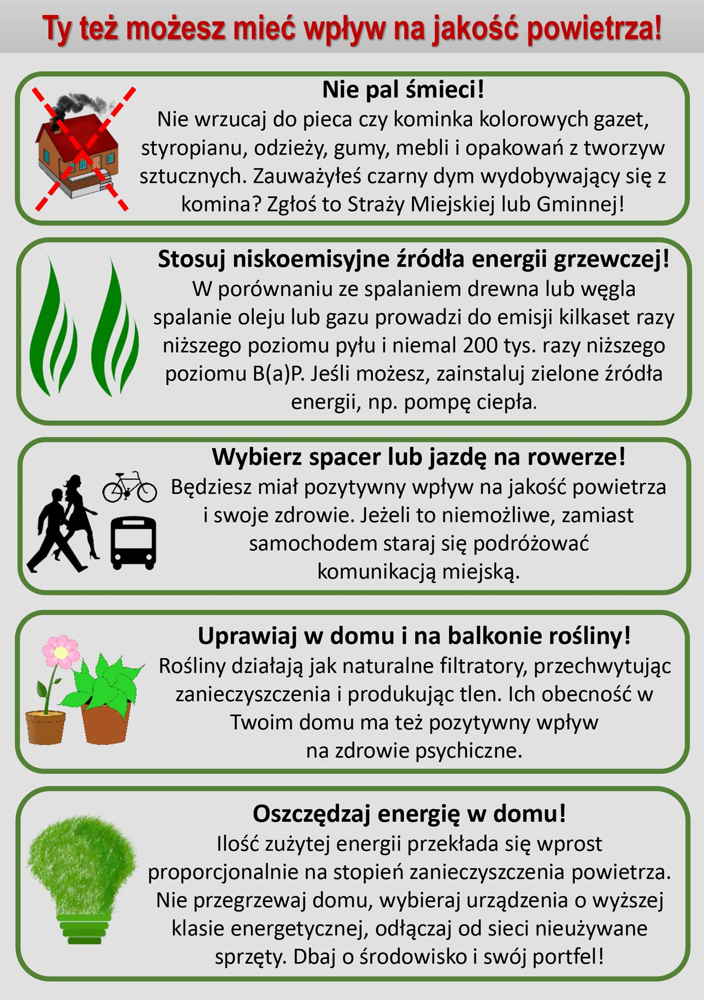 Ty też możesz mieć wpływ na jakość powietrza!
Nie pal śmieci!
Nie wrzucaj do pieca czy kominka kolorowych gazet,
styropianu, odzieży, gumy, mebli i opakowań z tworzyw
sztucznych. Zauważyłeś czarny dym wydobywający się z
komina? Zgłoś to Straży Miejskiej lub Gminnej!
Stosuj niskoemisyjne źródła energii grzewczej!
W porównaniu ze spalaniem drewna lub węgla
spalanie oleju lub gazu prowadzi do emisji kilkaset razy
niższego poziomu pyłu i niemal 200 tys. razy niższego
poziomu B(a)P. Jeśli możesz, zainstaluj zielone źródła
energii, np. pompę ciepła.
Wybierz spacer lub jazdę na rowerze!
Będziesz miał pozytywny wpływ na jakość powietrza
i swoje zdrowie. Jeżeli to niemożliwe, zamiast
samochodem staraj się podróżować
komunikacją miejską.
Uprawiaj w domu i na balkonie rośliny!
Rośliny działają jak naturalne filtratory, przechwytując
zanieczyszczenia i produkując tlen. Ich obecność w
Twoim domu ma też pozytywny wpływ
na zdrowie psychiczne.
Oszczędzaj energię w domu!
Ilość zużytej energii przekłada się wprost
proporcjonalnie na stopień zanieczyszczenia powietrza.
Nie przegrzewaj domu, wybieraj urządzenia o wyższej
klasie energetycznej, odłączaj od sieci nieużywane
sprzęty. Dbaj o środowisko i swój portfel!